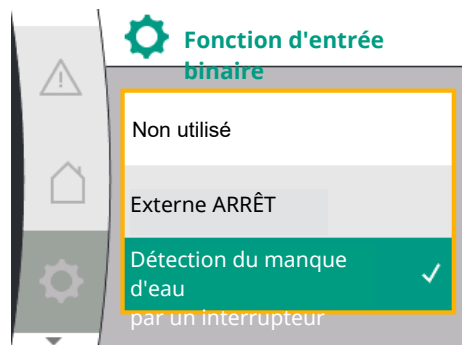 Fonction d'entrée
binaire
Non utilisé
Externe ARRÊT
Détection du manque
d'eau
par un interrupteur